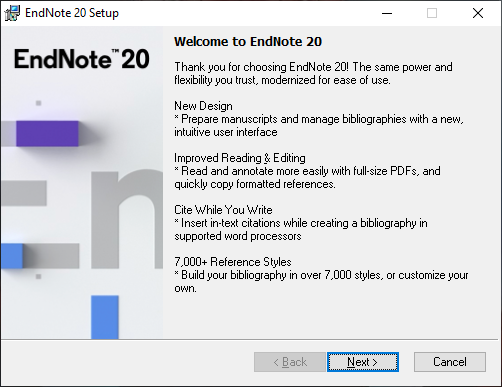 EndNote 20 Setup
EndNote™ 20
Welcome to EndNote 20
Thank you for choosing EndNote 20! The same power and
flexibility you trust, modernized for ease of use.
New Design
* Prepare manuscripts and manage bibliographies with a new,
intuitive user interface
Improved Reading & Editing
* Read and annotate more easily with full-size PDFs, and
quickly copy formatted references.
Cite While You Write
* Insert in-text citations while creating a bibliography in
supported word processors
7,000+ Reference Styles
* Build your bibliography in over 7,000 styles, or customize your
own.
< Back
Next >
Cancel